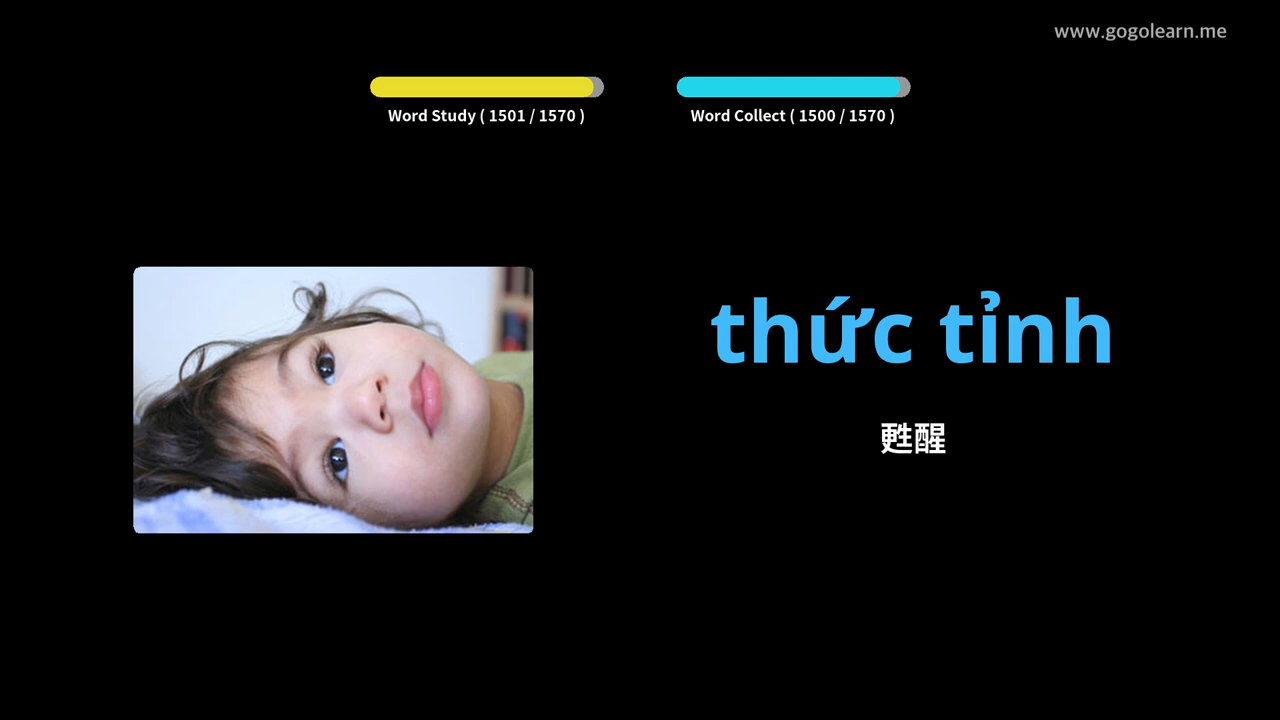 www.gogolearn.me
Word Study ( 1501 / 1570 )
Word Collect ( 1500 / 1570 )
thức tỉnh
甦醒